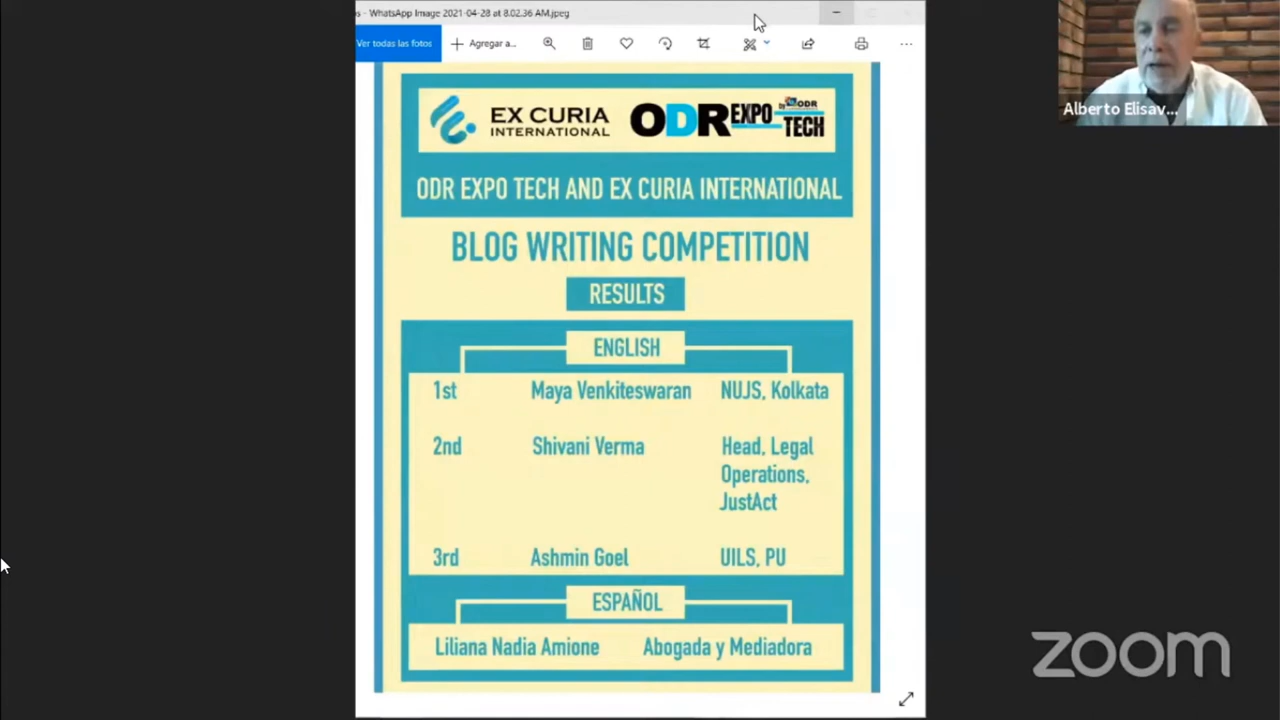 s - WhatsApp Image 2021-04-28 at 8.02.36 AM.jpeg
Ver todas las fotos
Agregar a...
EX CURIA
INTERNATIONAL
ODR EXPO TECH
by ODR
Alberto Elisav...
ODR EXPO TECH AND EX CURIA INTERNATIONAL
BLOG WRITING COMPETITION
RESULTS
ENGLISH
1st Maya Venkiteswaran NUJS, Kolkata
2nd Shivani Verma Head, Legal
Operations,
JustAct
3rd Ashmin Goel UILS, PU
ESPAÑOL
Liliana Nadia Amione Abogada y Mediadora
zoom